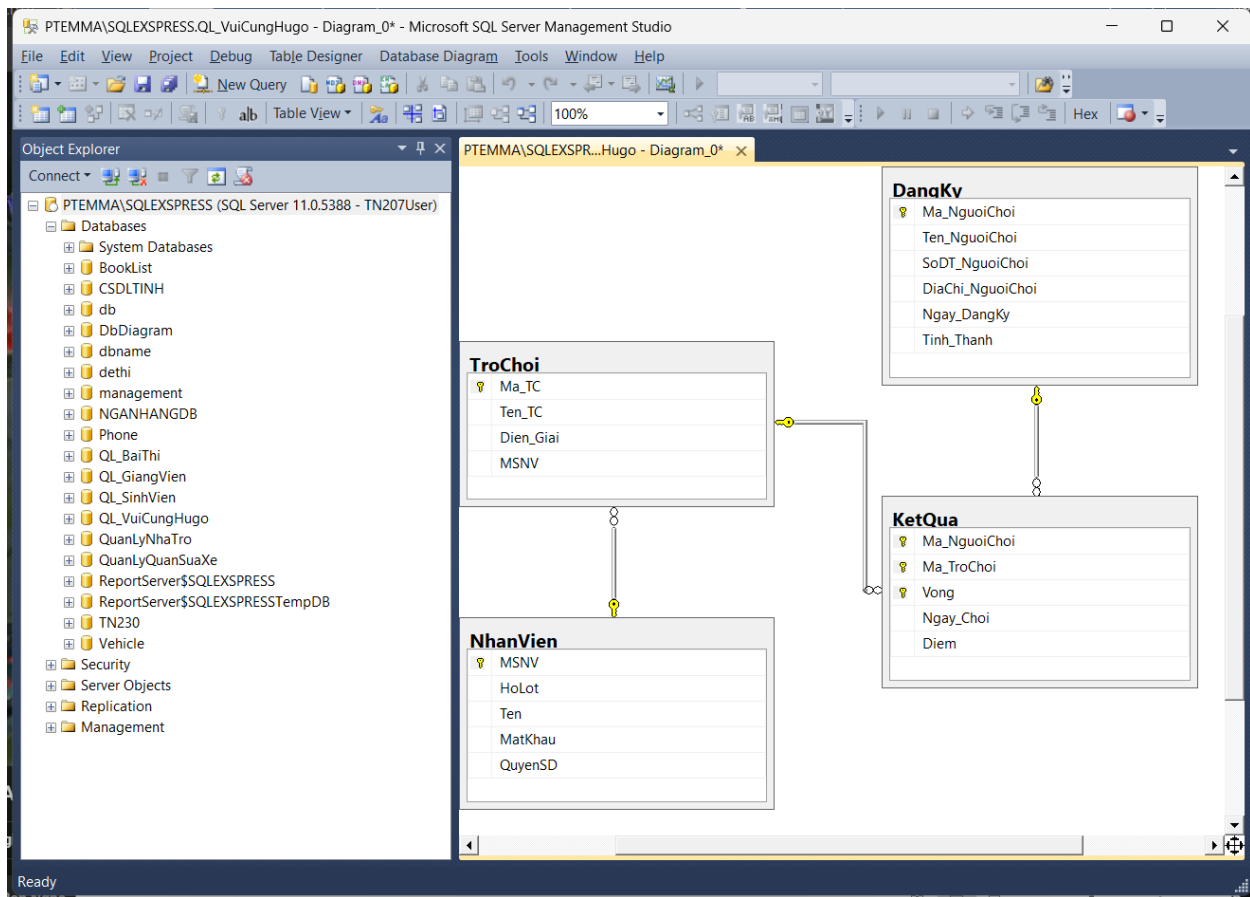 PTEMMA\SQLEXSPRESS.QL_VuiCungHugo - Diagram_0* - Microsoft SQL Server Management Studio
File Edit View Project Debug Table Designer Database Diagram Tools Window Help
New Query
Table View 100% Hex
Object Explorer
Connect
PTEMMA\SQLEXSPRESS (SQL Server 11.0.5388 - TN207User)
Databases
System Databases
BookList
CSDLTINH
db
DbDiagram
dbname
dethi
management
NGANHANGDB
Phone
QL_BaiThi
QL_GiangVien
QL_SinhVien
QL_VuiCungHugo
QuanLyNhaTro
QuanLyQuanSuaXe
ReportServer$SQLEXSPRESS
ReportServer$SQLEXSPRESSTempDB
TN230
Vehicle
Security
Server Objects
Replication
Management
PTEMMA\SQLEXSPR...Hugo - Diagram_0*
DangKy
Ma_NguoiChoi
Ten_NguoiChoi
SoDT_NguoiChoi
DiaChi_NguoiChoi
Ngay_DangKy
Tinh_Thanh
TroChoi
Ma_TC
Ten_TC
Dien_Giai
MSNV
KetQua
Ma_NguoiChoi
Ma_TroChoi
Vong
Ngay_Choi
Diem
NhanVien
MSNV
HoLot
Ten
MatKhau
QuyenSD
Ready